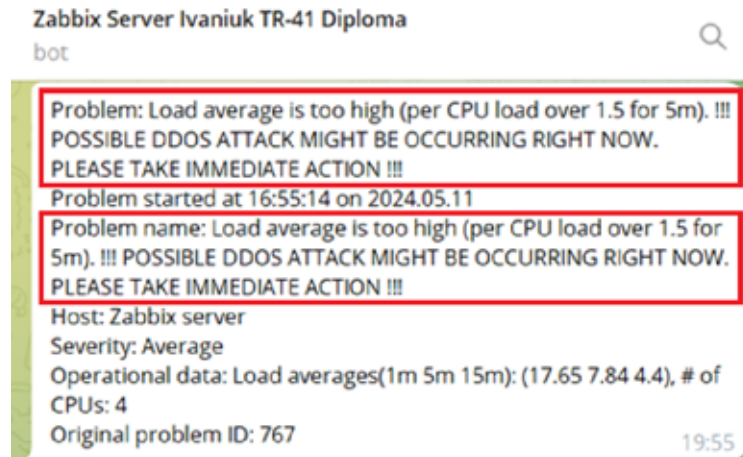 Zabbix Server Ivaniuk TR-41 Diploma
bot
Problem: Load average is too high (per CPU load over 1.5 for 5m). !!!
POSSIBLE DDOS ATTACK MIGHT BE OCCURRING RIGHT NOW.
PLEASE TAKE IMMEDIATE ACTION !!!
Problem started at 16:55:14 on 2024.05.11
Problem name: Load average is too high (per CPU load over 1.5 for
5m). !!! POSSIBLE DDOS ATTACK MIGHT BE OCCURRING RIGHT NOW.
PLEASE TAKE IMMEDIATE ACTION !!!
Host: Zabbix server
Severity: Average
Operational data: Load averages(1m 5m 15m): (17.65 7.84 4.4), # of
CPUs: 4
Original problem ID: 767
19:55